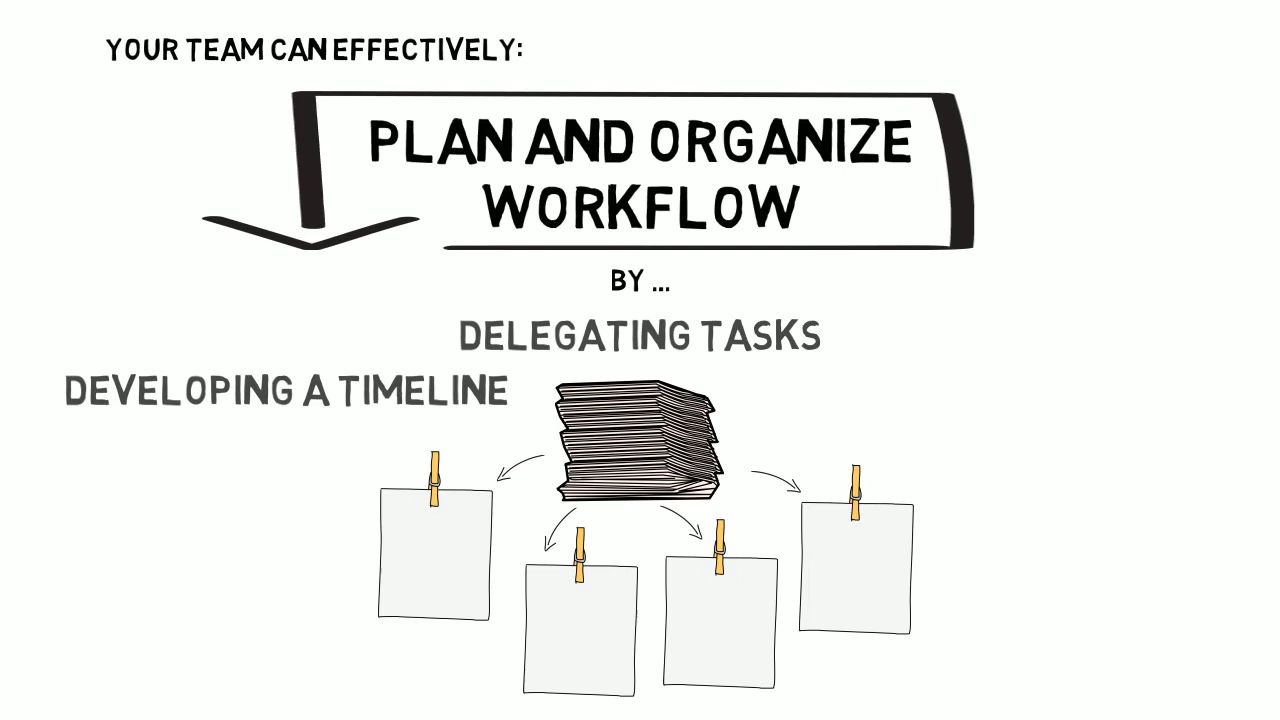 YOUR TEAM CAN EFFECTIVELY:
PLAN AND ORGANIZE
WORKFLOW
BY ...
DELEGATING TASKS
DEVELOPING A TIMELINE